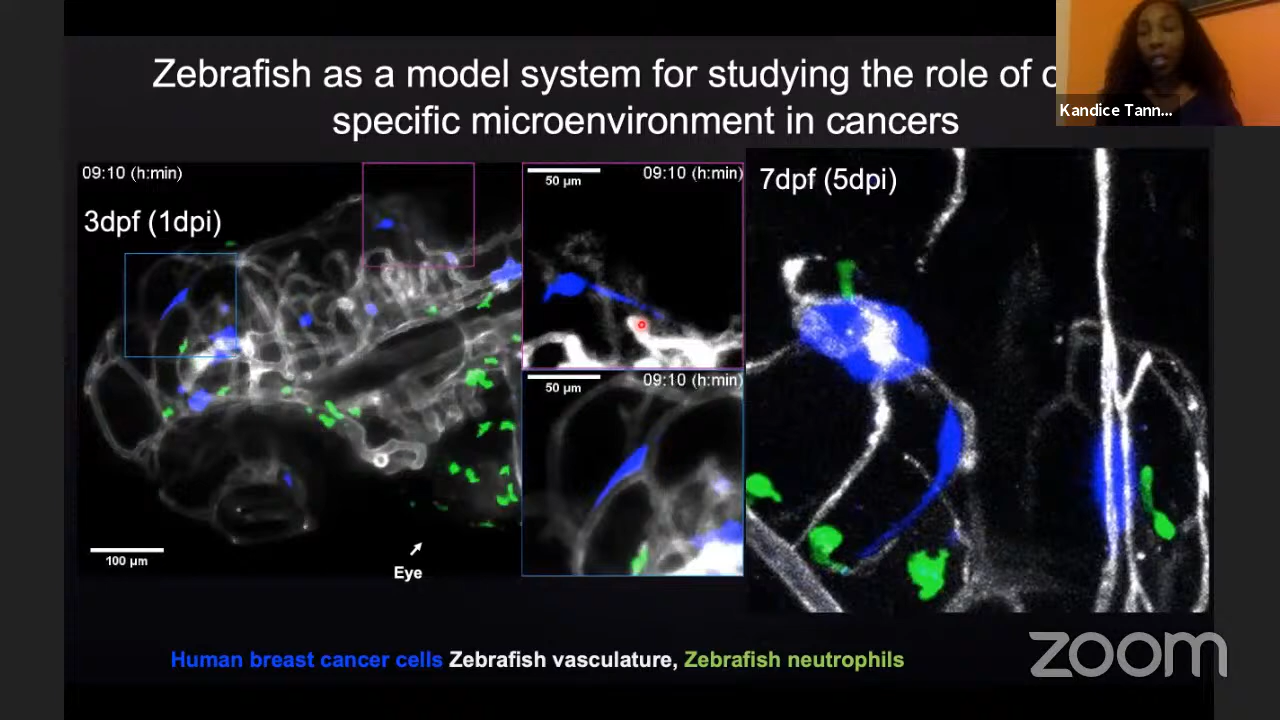 Zebrafish as a model system for studying the role of
specific microenvironment in cancers
Kandice Tann...
09:10 (h:min)
3dpf (1dpi)
100 µm
Eye
50 µm
09:10 (h:min)
50 µm
09:10 (h:min)
7dpf (5dpi)
Human breast cancer cells Zebrafish vasculature, Zebrafish neutrophils
zoom